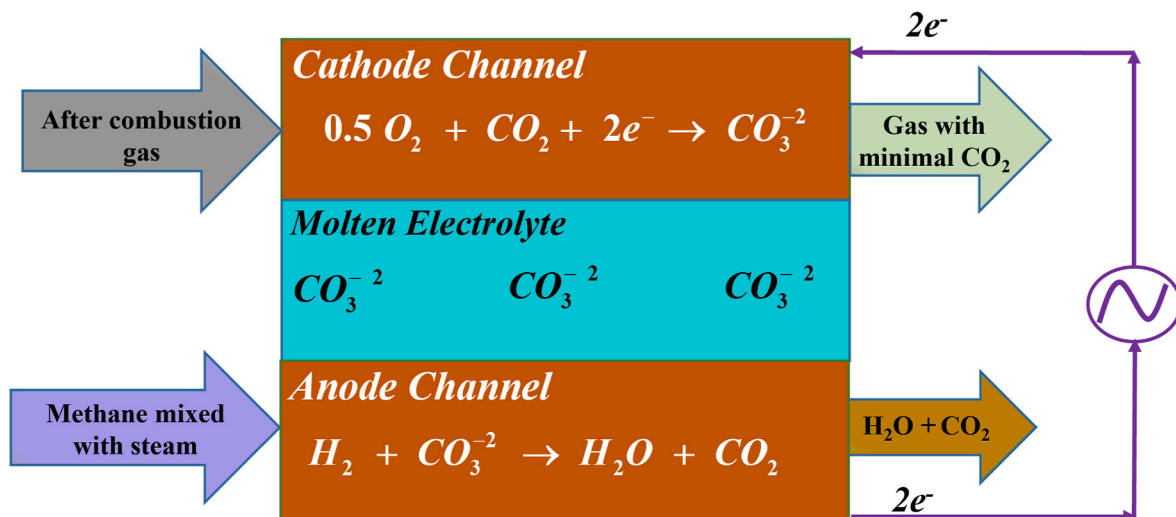 2e⁻
Cathode Channel
After combustion
gas
0.5 O₂ + CO₂ + 2e⁻ → CO₃⁻²
Gas with
minimal CO₂
Molten Electrolyte
CO₃⁻ ² CO₃⁻ ² CO₃⁻ ²
Anode Channel
Methane mixed
with steam
H₂ + CO₃⁻² → H₂O + CO₂
H₂O + CO₂
2e⁻